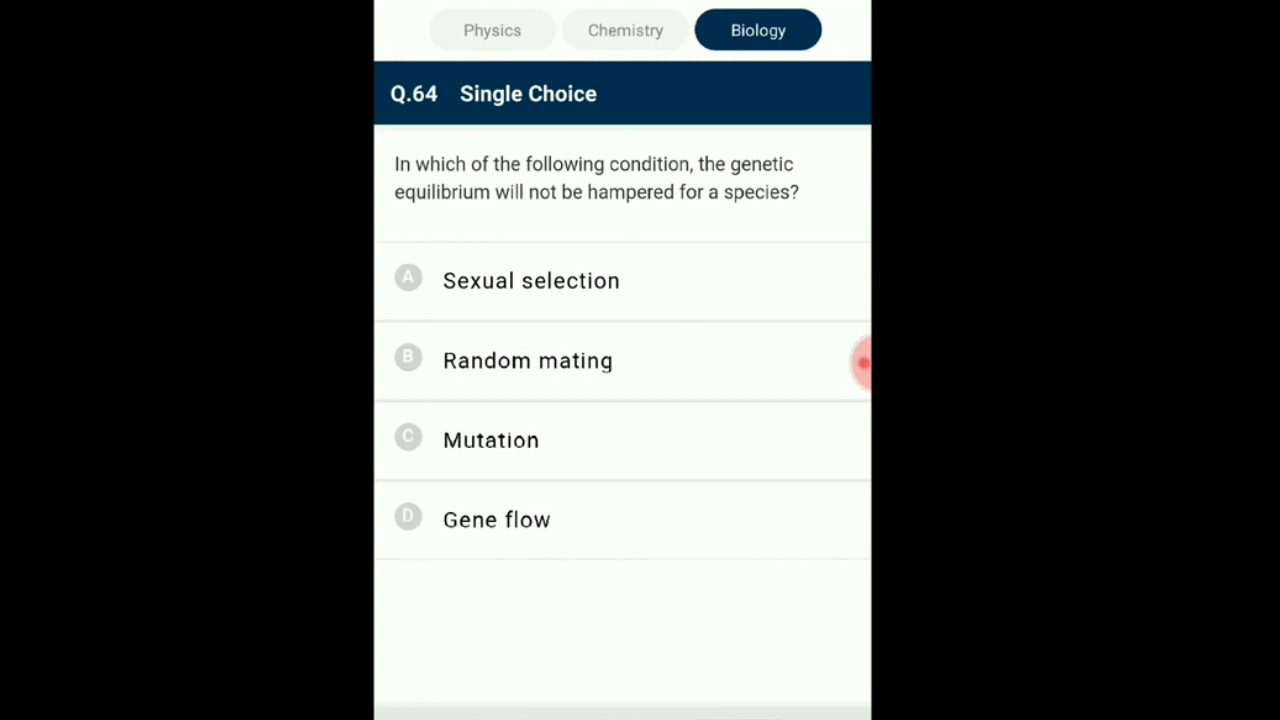 Physics Chemistry Biology
Q.64 Single Choice
In which of the following condition, the genetic
equilibrium will not be hampered for a species?
A Sexual selection
B Random mating
C Mutation
D Gene flow